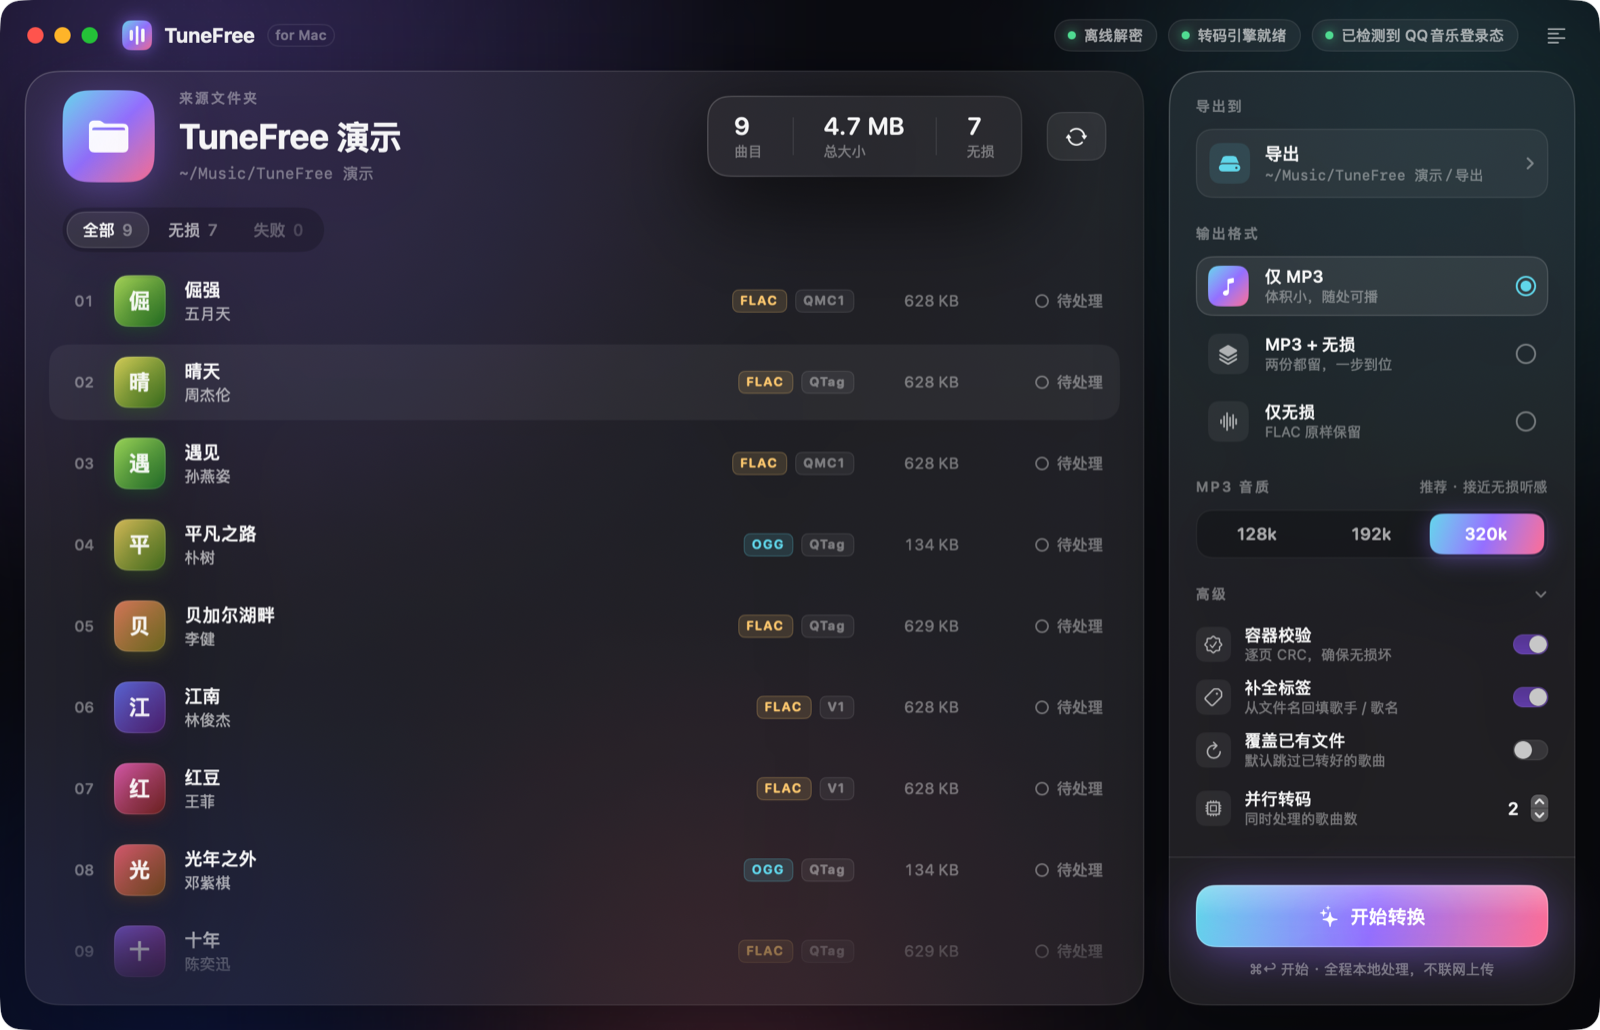 TuneFree for Mac
离线解密
转码引擎就绪
已检测到 QQ音乐登录态
来源文件夹
TuneFree 演示
~/Music/TuneFree 演示
9
曲目
4.7 MB
总大小
7
无损
全部 9
无损 7
失败 0
01
倔
倔强
五月天
FLAC QMC1 628 KB 待处理
02
晴
晴天
周杰伦
FLAC QTag 628 KB 待处理
03
遇
遇见
孙燕姿
FLAC QMC1 628 KB 待处理
04
平
平凡之路
朴树
OGG QTag 134 KB 待处理
05
贝
贝加尔湖畔
李健
FLAC QTag 629 KB 待处理
06
江
江南
林俊杰
FLAC V1 628 KB 待处理
07
红
红豆
王菲
FLAC V1 628 KB 待处理
08
光
光年之外
邓紫棋
OGG QTag 134 KB 待处理
09
十
十年
陈奕迅
FLAC QTag 629 KB 待处理
导出到
导出
~/Music/TuneFree 演示/导出
输出格式
仅 MP3
体积小，随处可播
MP3 + 无损
两份都留，一步到位
仅无损
FLAC 原样保留
MP3 音质
推荐 · 接近无损听感
128k 192k 320k
高级
容器校验
逐页 CRC，确保无损坏
补全标签
从文件名回填歌手 / 歌名
覆盖已有文件
默认跳过已转好的歌曲
并行转码
同时处理的歌曲数
2
开始转换
⌘↩ 开始 · 全程本地处理，不联网上传